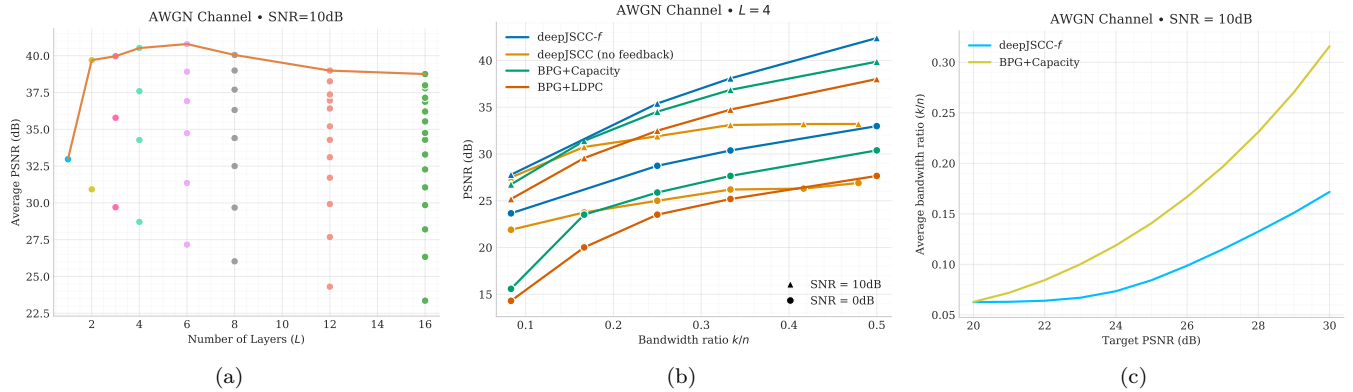 AWGN Channel • SNR=10dB
Average PSNR (dB)
40.0
37.5
35.0
32.5
30.0
27.5
25.0
22.5
2
4
6
8
10
12
14
16
Number of Layers (L)
(a)
AWGN Channel • L = 4
deepJSCC-f
deepJSCC (no feedback)
BPG+Capacity
BPG+LDPC
PSNR (dB)
40
35
30
25
20
15
SNR = 10dB
SNR = 0dB
0.1
0.2
0.3
0.4
0.5
Bandwidth ratio k/n
(b)
AWGN Channel • SNR = 10dB
deepJSCC-f
BPG+Capacity
Average bandwidth ratio (k/n)
0.30
0.25
0.20
0.15
0.10
0.05
20
22
24
26
28
30
Target PSNR (dB)
(c)